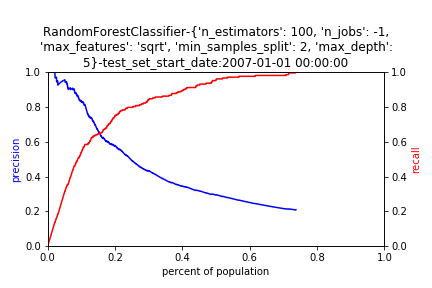 RandomForestClassifier-{'n_estimators': 100, 'n_jobs': -1,
'max_features': 'sqrt', 'min_samples_split': 2, 'max_depth':
5}-test_set_start_date:2007-01-01 00:00:00
1.0
0.8
0.6
0.4
0.2
0.0
precision
1.0
0.8
0.6
0.4
0.2
0.0
recall
0.0 0.2 0.4 0.6 0.8 1.0
percent of population